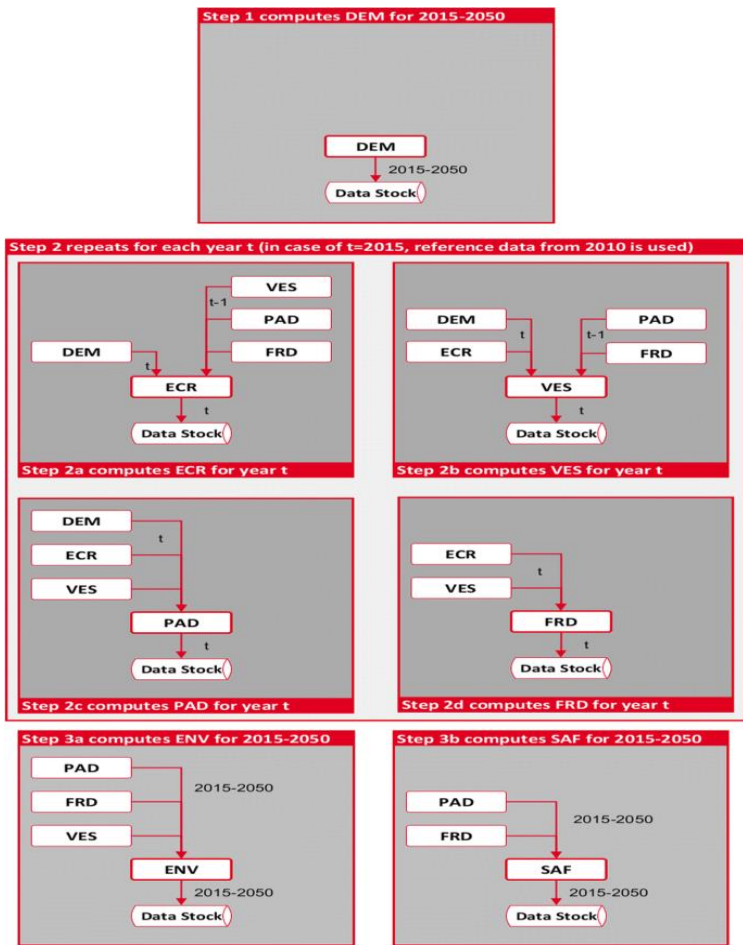 Step 1 computes DEM for 2015-2050
DEM
2015-2050
Data Stock
Step 2 repeats for each year t (in case of t=2015, reference data from 2010 is used)
VES
t-1
PAD
DEM
FRD
t
ECR
t
Data Stock
Step 2a computes ECR for year t
DEM
PAD
t
t-1
ECR
FRD
VES
t
Data Stock
Step 2b computes VES for year t
DEM
t
ECR
VES
PAD
t
Data Stock
Step 2c computes PAD for year t
ECR
t
VES
FRD
t
Data Stock
Step 2d computes FRD for year t
Step 3a computes ENV for 2015-2050
PAD
2015-2050
FRD
VES
ENV
2015-2050
Data Stock
Step 3b computes SAF for 2015-2050
PAD
2015-2050
FRD
SAF
2015-2050
Data Stock